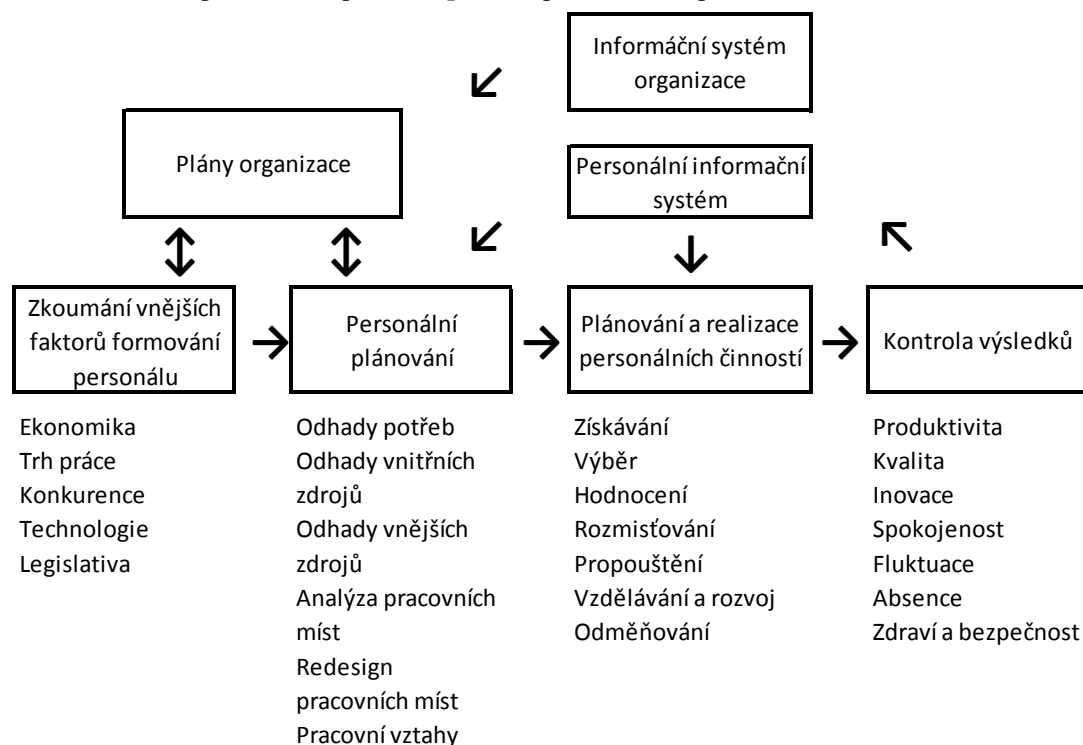 Informáční systém
organizace
Plány organizace
Personální informační
systém
Zkoumání vnějších
faktorů formování
personálu
Personální
plánování
Plánování a realizace
personálních činností
Kontrola výsledků
Ekonomika
Trh práce
Konkurence
Technologie
Legislativa
Odhady potřeb
Odhady vnitřních
zdrojů
Odhady vnějších
zdrojů
Analýza pracovních
míst
Redesign
pracovních míst
Pracovní vztahy
Získávání
Výběr
Hodnocení
Rozmisťování
Propouštění
Vzdělávání a rozvoj
Odměňování
Produktivita
Kvalita
Inovace
Spokojenost
Fluktuace
Absence
Zdraví a bezpečnost